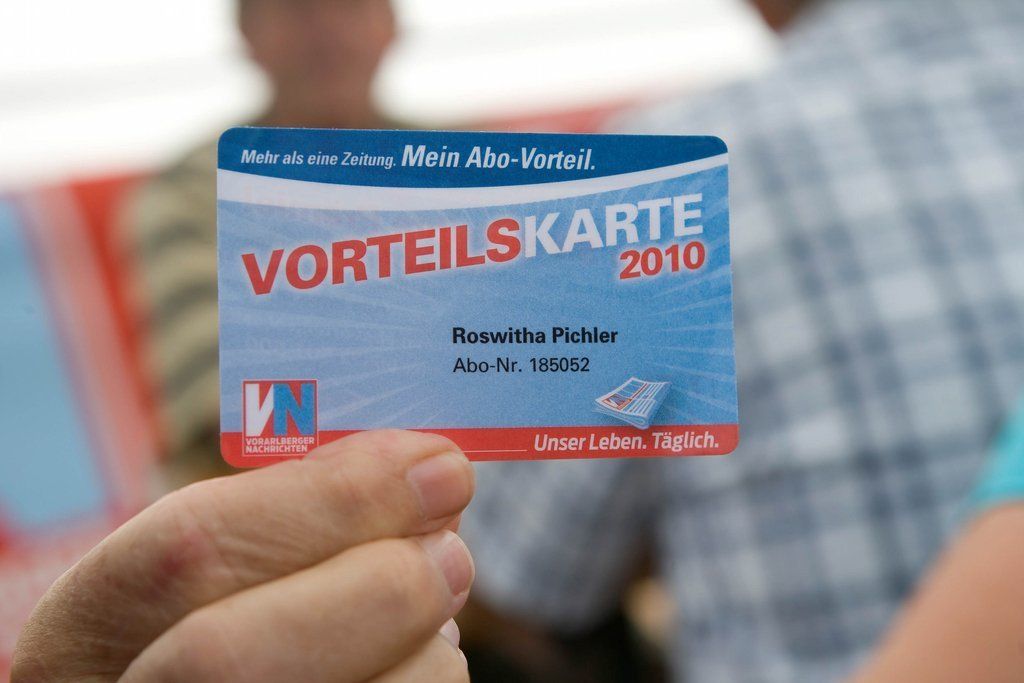 Mehr als eine Zeitung. Mein Abo-Vorteil.
VORTEILSKARTE
2010
Roswitha Pichler
Abo-Nr. 185052
VN
VORARLBERGER
NACHRICHTEN
Unser Leben. Täglich.